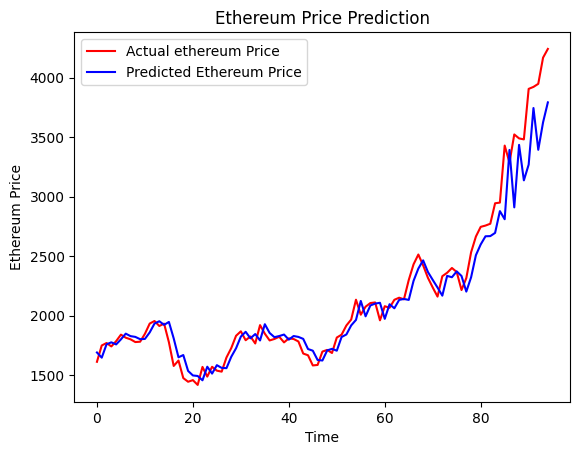 Ethereum Price Prediction
Actual ethereum Price
Predicted Ethereum Price
Ethereum Price
4000
3500
3000
2500
2000
1500
0
20
40
60
80
Time